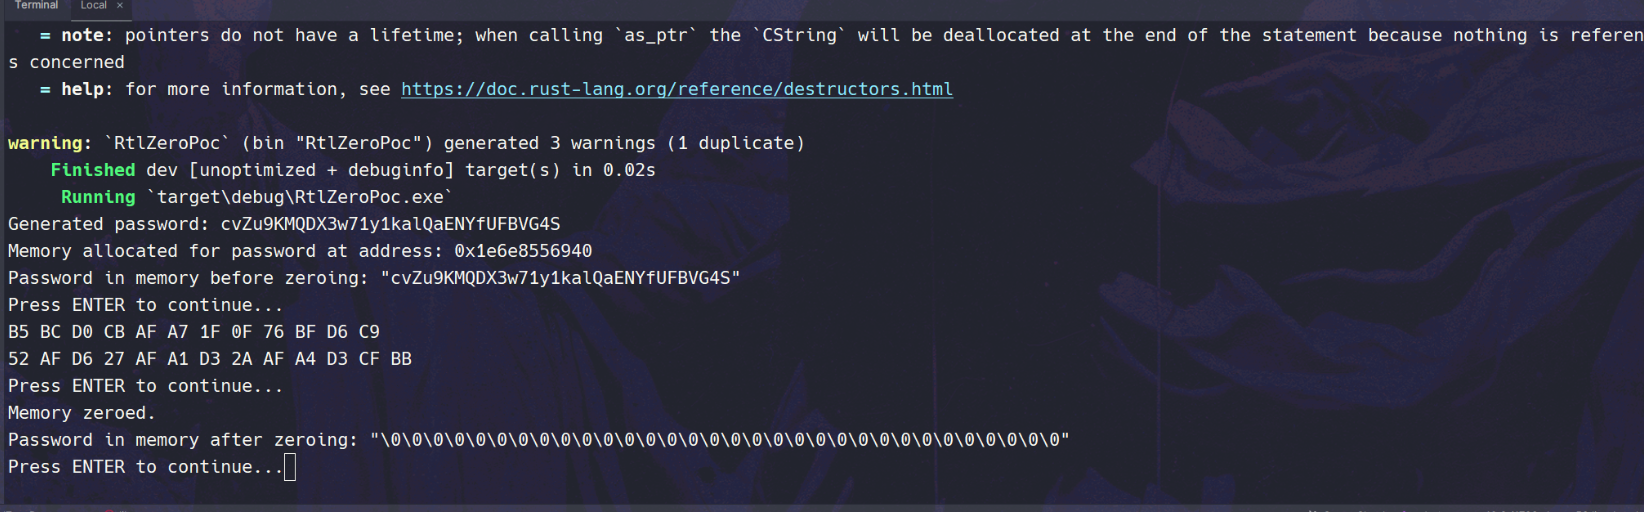 Terminal Local ×
= note: pointers do not have a lifetime; when calling `as_ptr` the `CString` will be deallocated at the end of the statement because nothing is referen
s concerned
= help: for more information, see https://doc.rust-lang.org/reference/destructors.html
warning: `RtlZeroPoc` (bin "RtlZeroPoc") generated 3 warnings (1 duplicate)
Finished dev [unoptimized + debuginfo] target(s) in 0.02s
Running `target\debug\RtlZeroPoc.exe`
Generated password: cvZu9KMQDX3w71y1kalQaENYfUFBVG4S
Memory allocated for password at address: 0x1e6e8556940
Password in memory before zeroing: "cvZu9KMQDX3w71y1kalQaENYfUFBVG4S"
Press ENTER to continue...
B5 BC D0 CB AF A7 1F 0F 76 BF D6 C9
52 AF D6 27 AF A1 D3 2A AF A4 D3 CF BB
Press ENTER to continue...
Memory zeroed.
Password in memory after zeroing: "\0\0\0\0\0\0\0\0\0\0\0\0\0\0\0\0\0\0\0\0\0\0\0\0\0\0\0\0\0\0\0\0"
Press ENTER to continue...